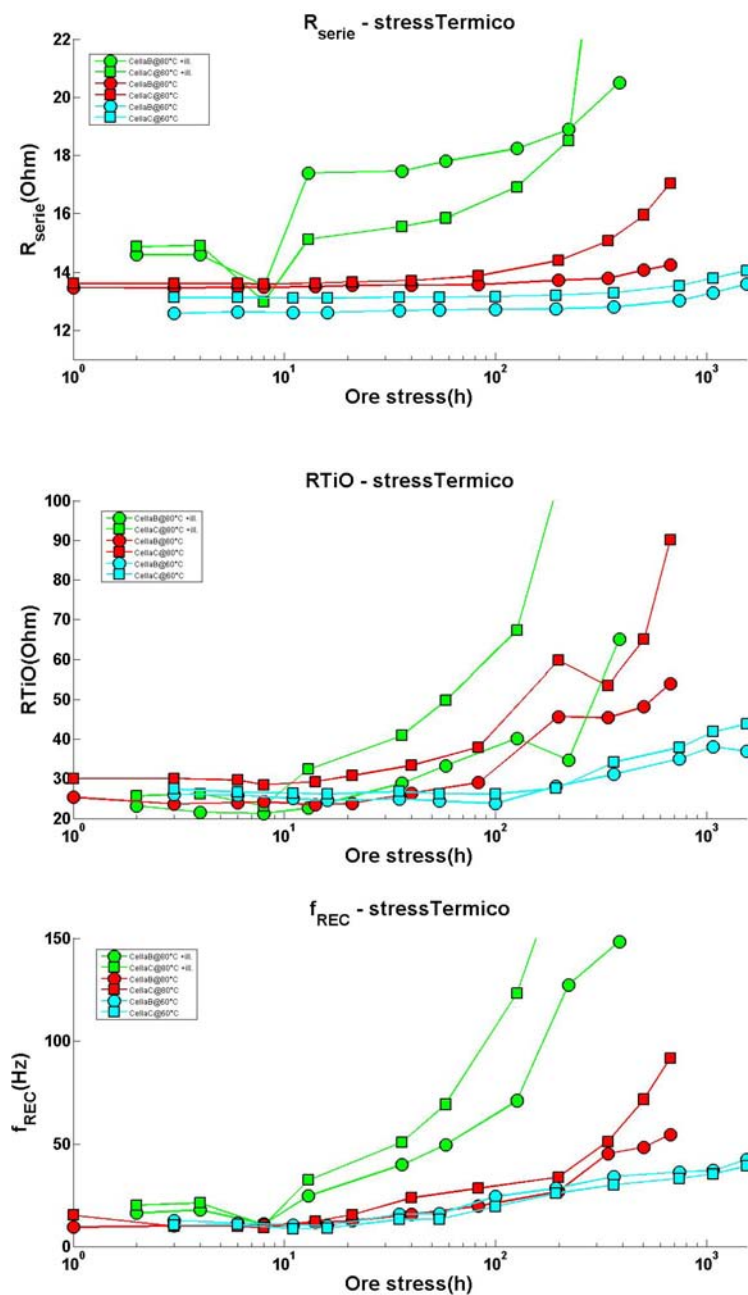 R_serie - stressTermico
22
20
18
16
14
12
R_serie(Ohm)
CellaB@80°C +ill.
CellaC@80°C +ill.
CellaB@80°C
CellaC@80°C
CellaB@60°C
CellaC@60°C
10^0 10^1 10^2 10^3
Ore stress(h)
RTiO - stressTermico
100
90
80
70
60
50
40
30
20
RTiO(Ohm)
CellaB@80°C +ill.
CellaC@80°C +ill.
CellaB@80°C
CellaC@80°C
CellaB@60°C
CellaC@60°C
10^0 10^1 10^2 10^3
Ore stress(h)
f_REC - stressTermico
150
100
50
0
f_REC(Hz)
CellaB@80°C +ill.
CellaC@80°C +ill.
CellaB@80°C
CellaC@80°C
CellaB@60°C
CellaC@60°C
10^0 10^1 10^2 10^3
Ore stress(h)